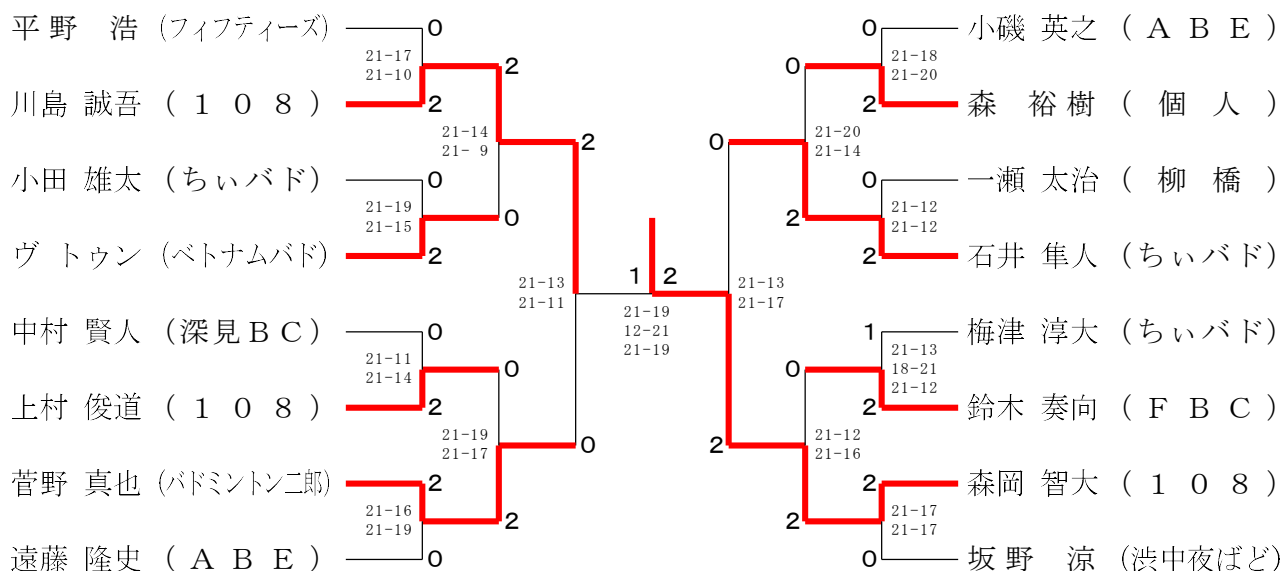 平野 浩 (フィフティーズ) 0 0 小磯 英之 (ABE)
21-17 21-18
21-10 2 0 21-20
川島 誠吾 (108) 2 2 森 裕樹 (個人)
21-14 21-20
21- 9 2 0 21-14
小田 雄太 (ちぃバド) 0 0 一瀬 太治 (柳橋)
21-19 21-12
21-15 0 2 21-12
ヴ トゥン (ベトナムバド) 2 2 石井 隼人 (ちぃバド)
21-13 1 2 21-13
21-11 21-17
21-19
12-21
21-19
中村 賢人 (深見BC) 0 1 梅津 淳大 (ちぃバド)
21-11 21-13
21-14 0 0 18-21
21-12
上村 俊道 (108) 2 2 鈴木 奏向 (FBC)
21-19 21-12
21-17 0 2 21-16
菅野 真也 (バドミントン二郎) 2 2 森岡 智大 (108)
21-16 21-17
21-19 2 2 21-17
遠藤 隆史 (ABE) 0 0 坂野 涼 (渋中夜ばど)